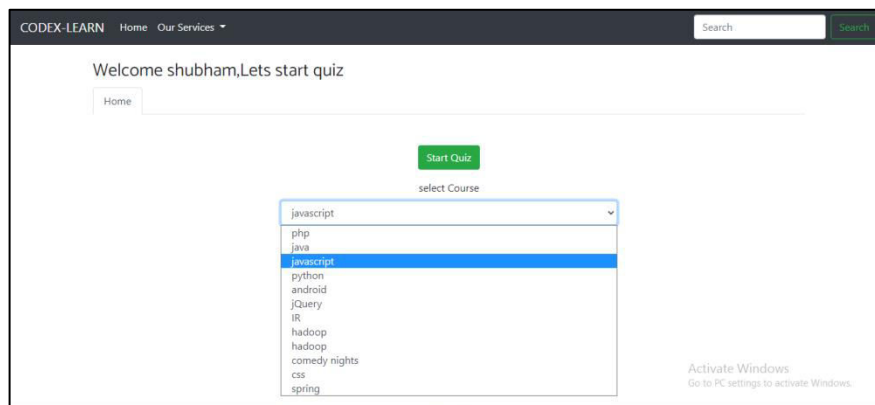 CODEX-LEARN Home Our Services Search Search
Welcome shubham,Lets start quiz
Home
Start Quiz
select Course
javascript
php
java
javascript
python
android
jQuery
IR
hadoop
hadoop
comedy nights
css
spring
Activate Windows
Go to PC settings to activate Windows.